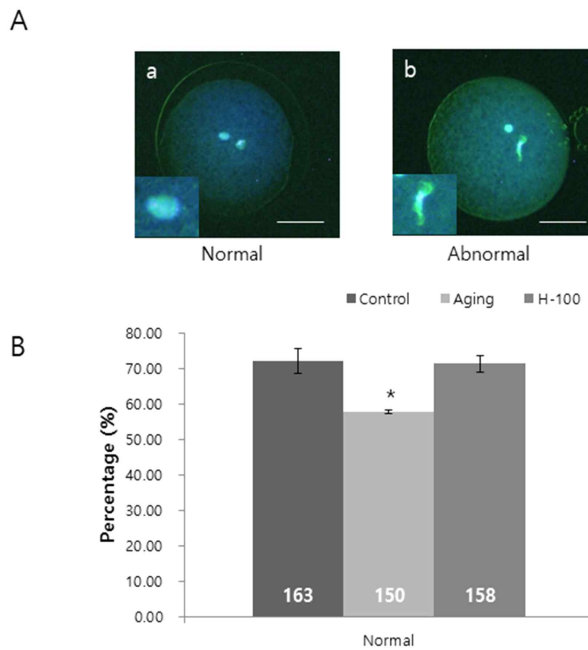 A
a
b
Normal
Abnormal
Control Aging H-100
B
80.00
70.00
60.00
50.00
40.00
30.00
20.00
10.00
0.00
Percentage (%)
*
163
150
158
Normal